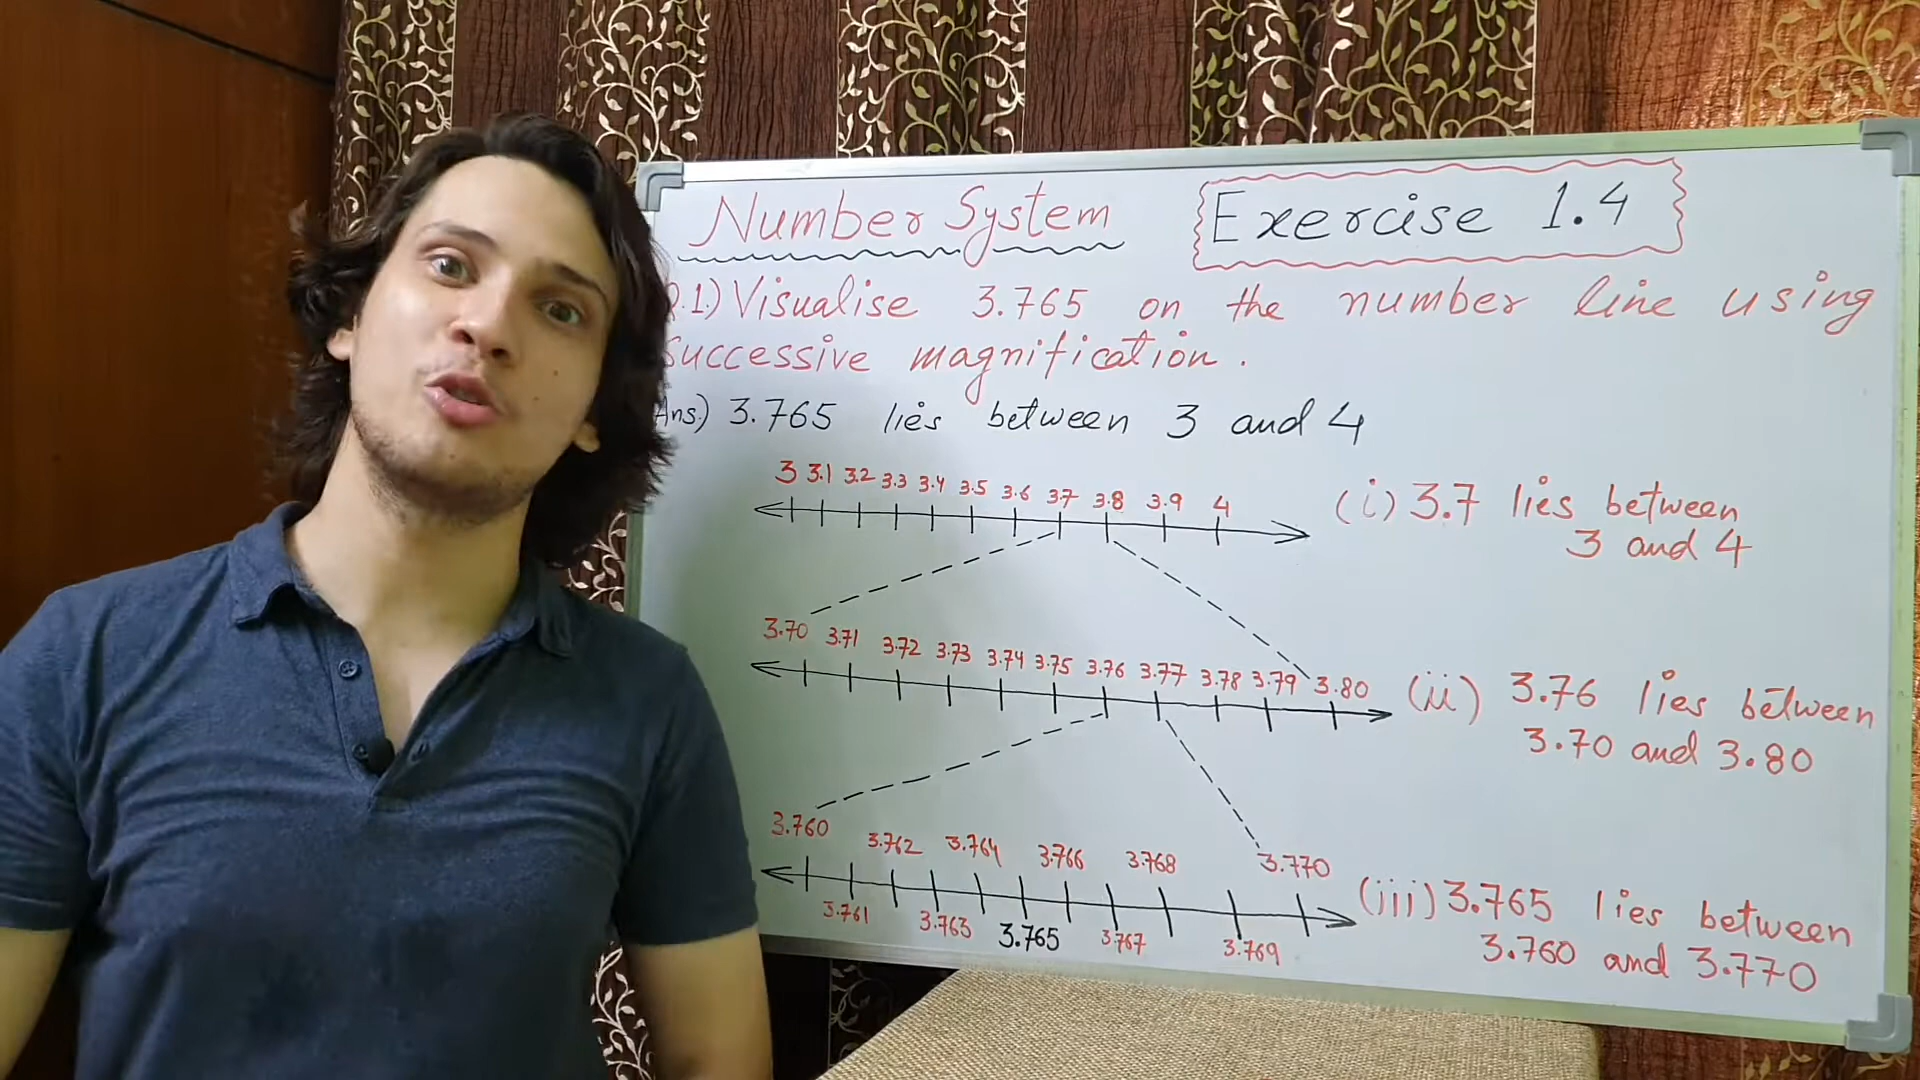 Number System
Exercise 1.4
Q.1.) Visualise 3.765 on the number line using
successive magnification.
Ans.) 3.765 lies between 3 and 4
3 3.1 3.2 3.3 3.4 3.5 3.6 3.7 3.8 3.9 4
(i) 3.7 lies between
3 and 4
3.70 3.71 3.72 3.73 3.74 3.75 3.76 3.77 3.78 3.79 3.80
(ii) 3.76 lies between
3.70 and 3.80
3.760 3.762 3.764 3.766 3.768 3.770
3.761 3.763 3.765 3.767 3.769
(iii) 3.765 lies between
3.760 and 3.770